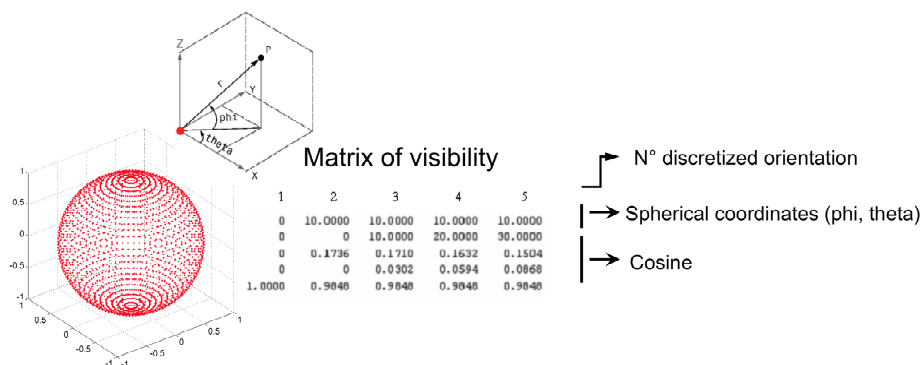 Z
P
r
Y
phi
theta
X
Matrix of visibility
N° discretized orientation
1 2 3 4 5
0 10.0000 10.0000 10.0000 10.0000
0 0 10.0000 20.0000 30.0000
Spherical coordinates (phi, theta)
0 0.1736 0.1710 0.1632 0.1504
0 0 0.0302 0.0594 0.0868
1.0000 0.9848 0.9848 0.9848 0.9848
Cosine
1
0.5
0
-0.5
-1
1
0.5
0
-0.5
-1
-1
-0.5
0
0.5
1